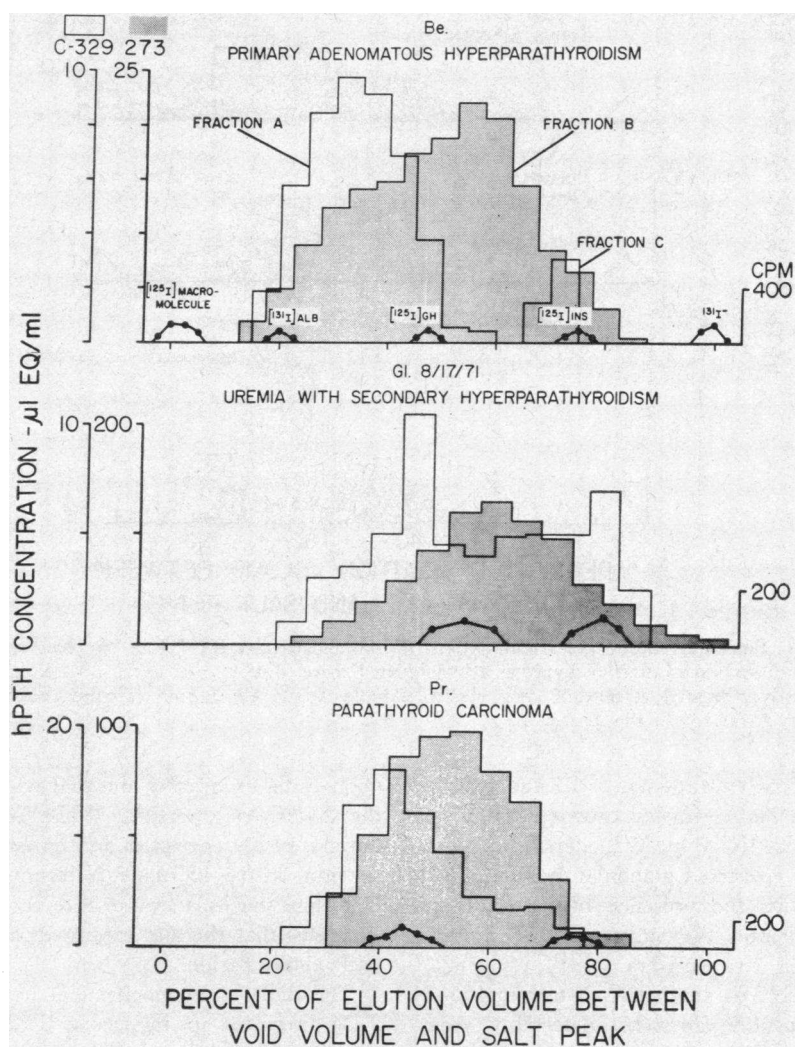 Be.
C-329 273
PRIMARY ADENOMATOUS HYPERPARATHYROIDISM
10 25
FRACTION A
FRACTION B
FRACTION C
CPM
400
[125I] MACRO-
MOLECULE
[131I] ALB
[125I] GH
[125I] INS
131I-
Gl. 8/17/71
UREMIA WITH SECONDARY HYPERPARATHYROIDISM
10 200
200
hPTH CONCENTRATION - µl EQ/ml
Pr.
PARATHYROID CARCINOMA
20 100
200
0 20 40 60 80 100
PERCENT OF ELUTION VOLUME BETWEEN
VOID VOLUME AND SALT PEAK